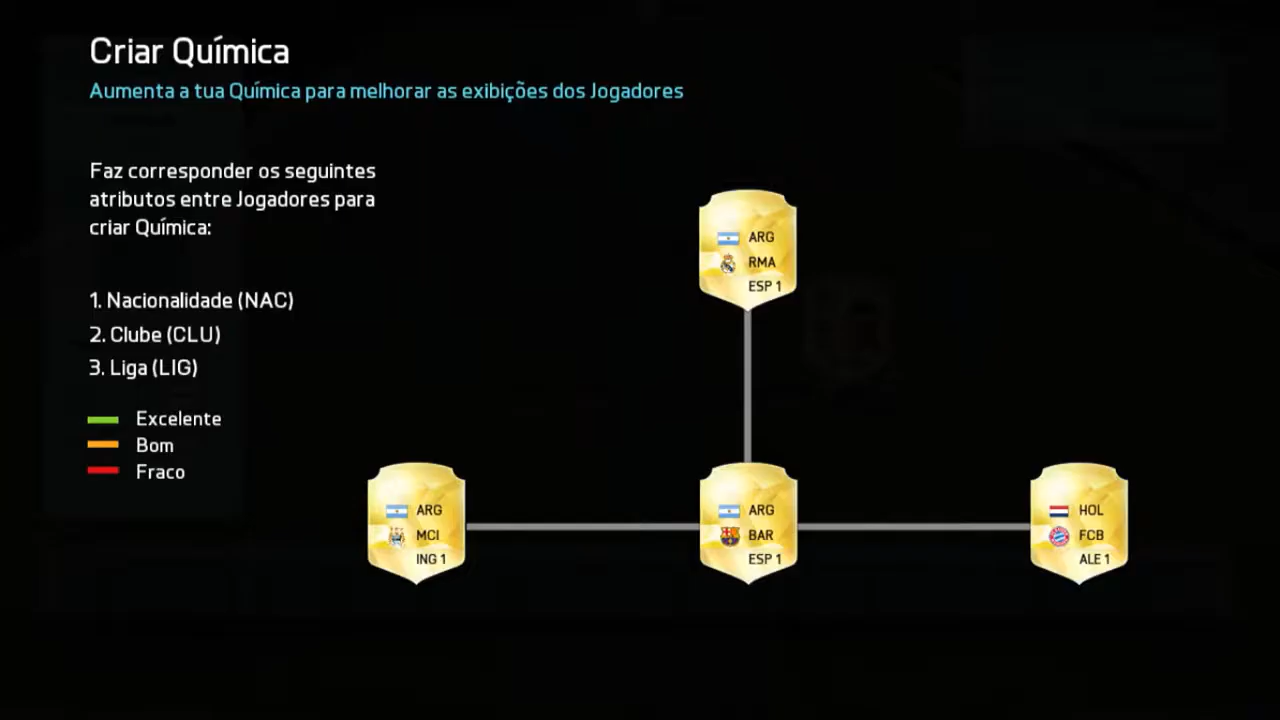 Criar Química
Aumenta a tua Química para melhorar as exibições dos Jogadores
Faz corresponder os seguintes
atributos entre Jogadores para
criar Química:
1. Nacionalidade (NAC)
2. Clube (CLU)
3. Liga (LIG)
Excelente
Bom
Fraco
ARG
RMA
ESP 1
ARG
MCI
ING 1
ARG
BAR
ESP 1
HOL
FCB
ALE 1